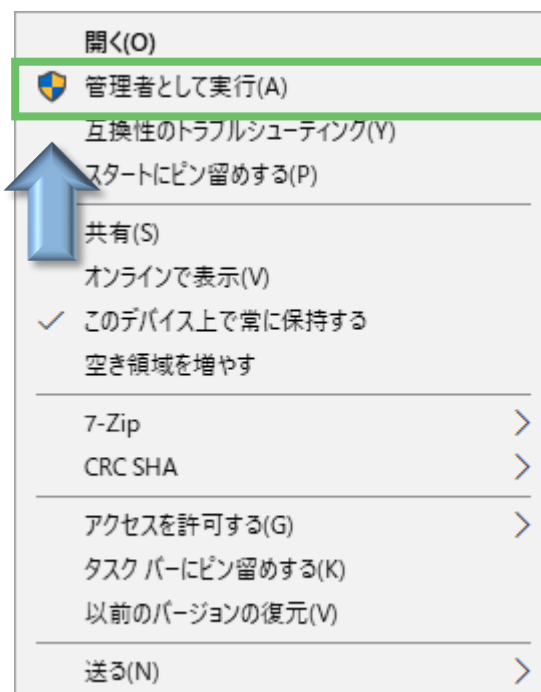 開く(O)
管理者として実行(A)
互換性のトラブルシューティング(Y)
スタートにピン留めする(P)
共有(S)
オンラインで表示(V)
このデバイス上で常に保持する
空き領域を増やす
7-Zip
CRC SHA
アクセスを許可する(G)
タスク バーにピン留めする(K)
以前のバージョンの復元(V)
送る(N)